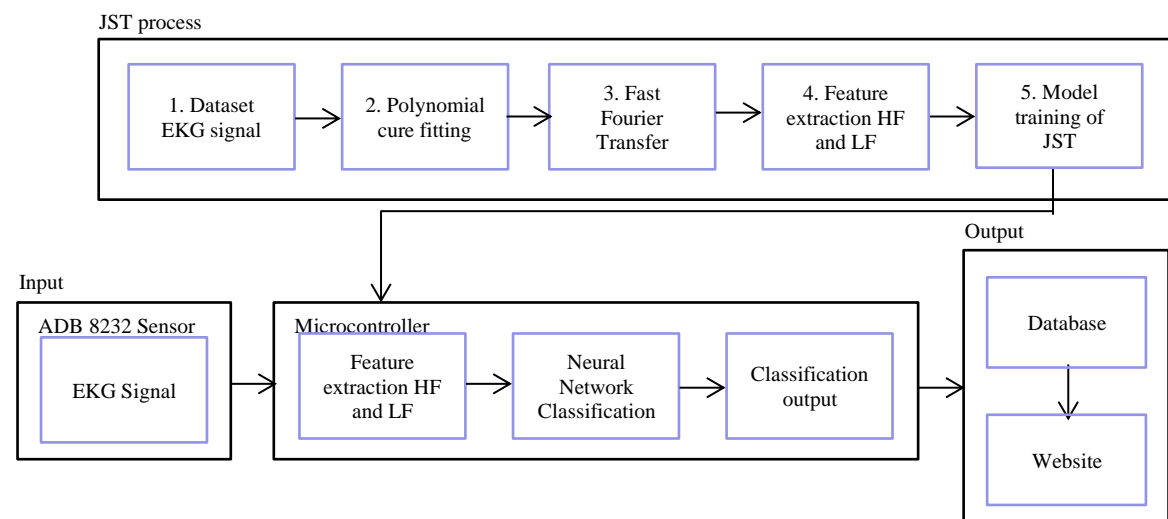 JST process
1. Dataset
EKG signal
2. Polynomial
cure fitting
3. Fast
Fourier
Transfer
4. Feature
extraction HF
and LF
5. Model
training of
JST
Input
ADB 8232 Sensor
EKG Signal
Microcontroller
Feature
extraction HF
and LF
Neural
Network
Classification
Classification
output
Output
Database
Website